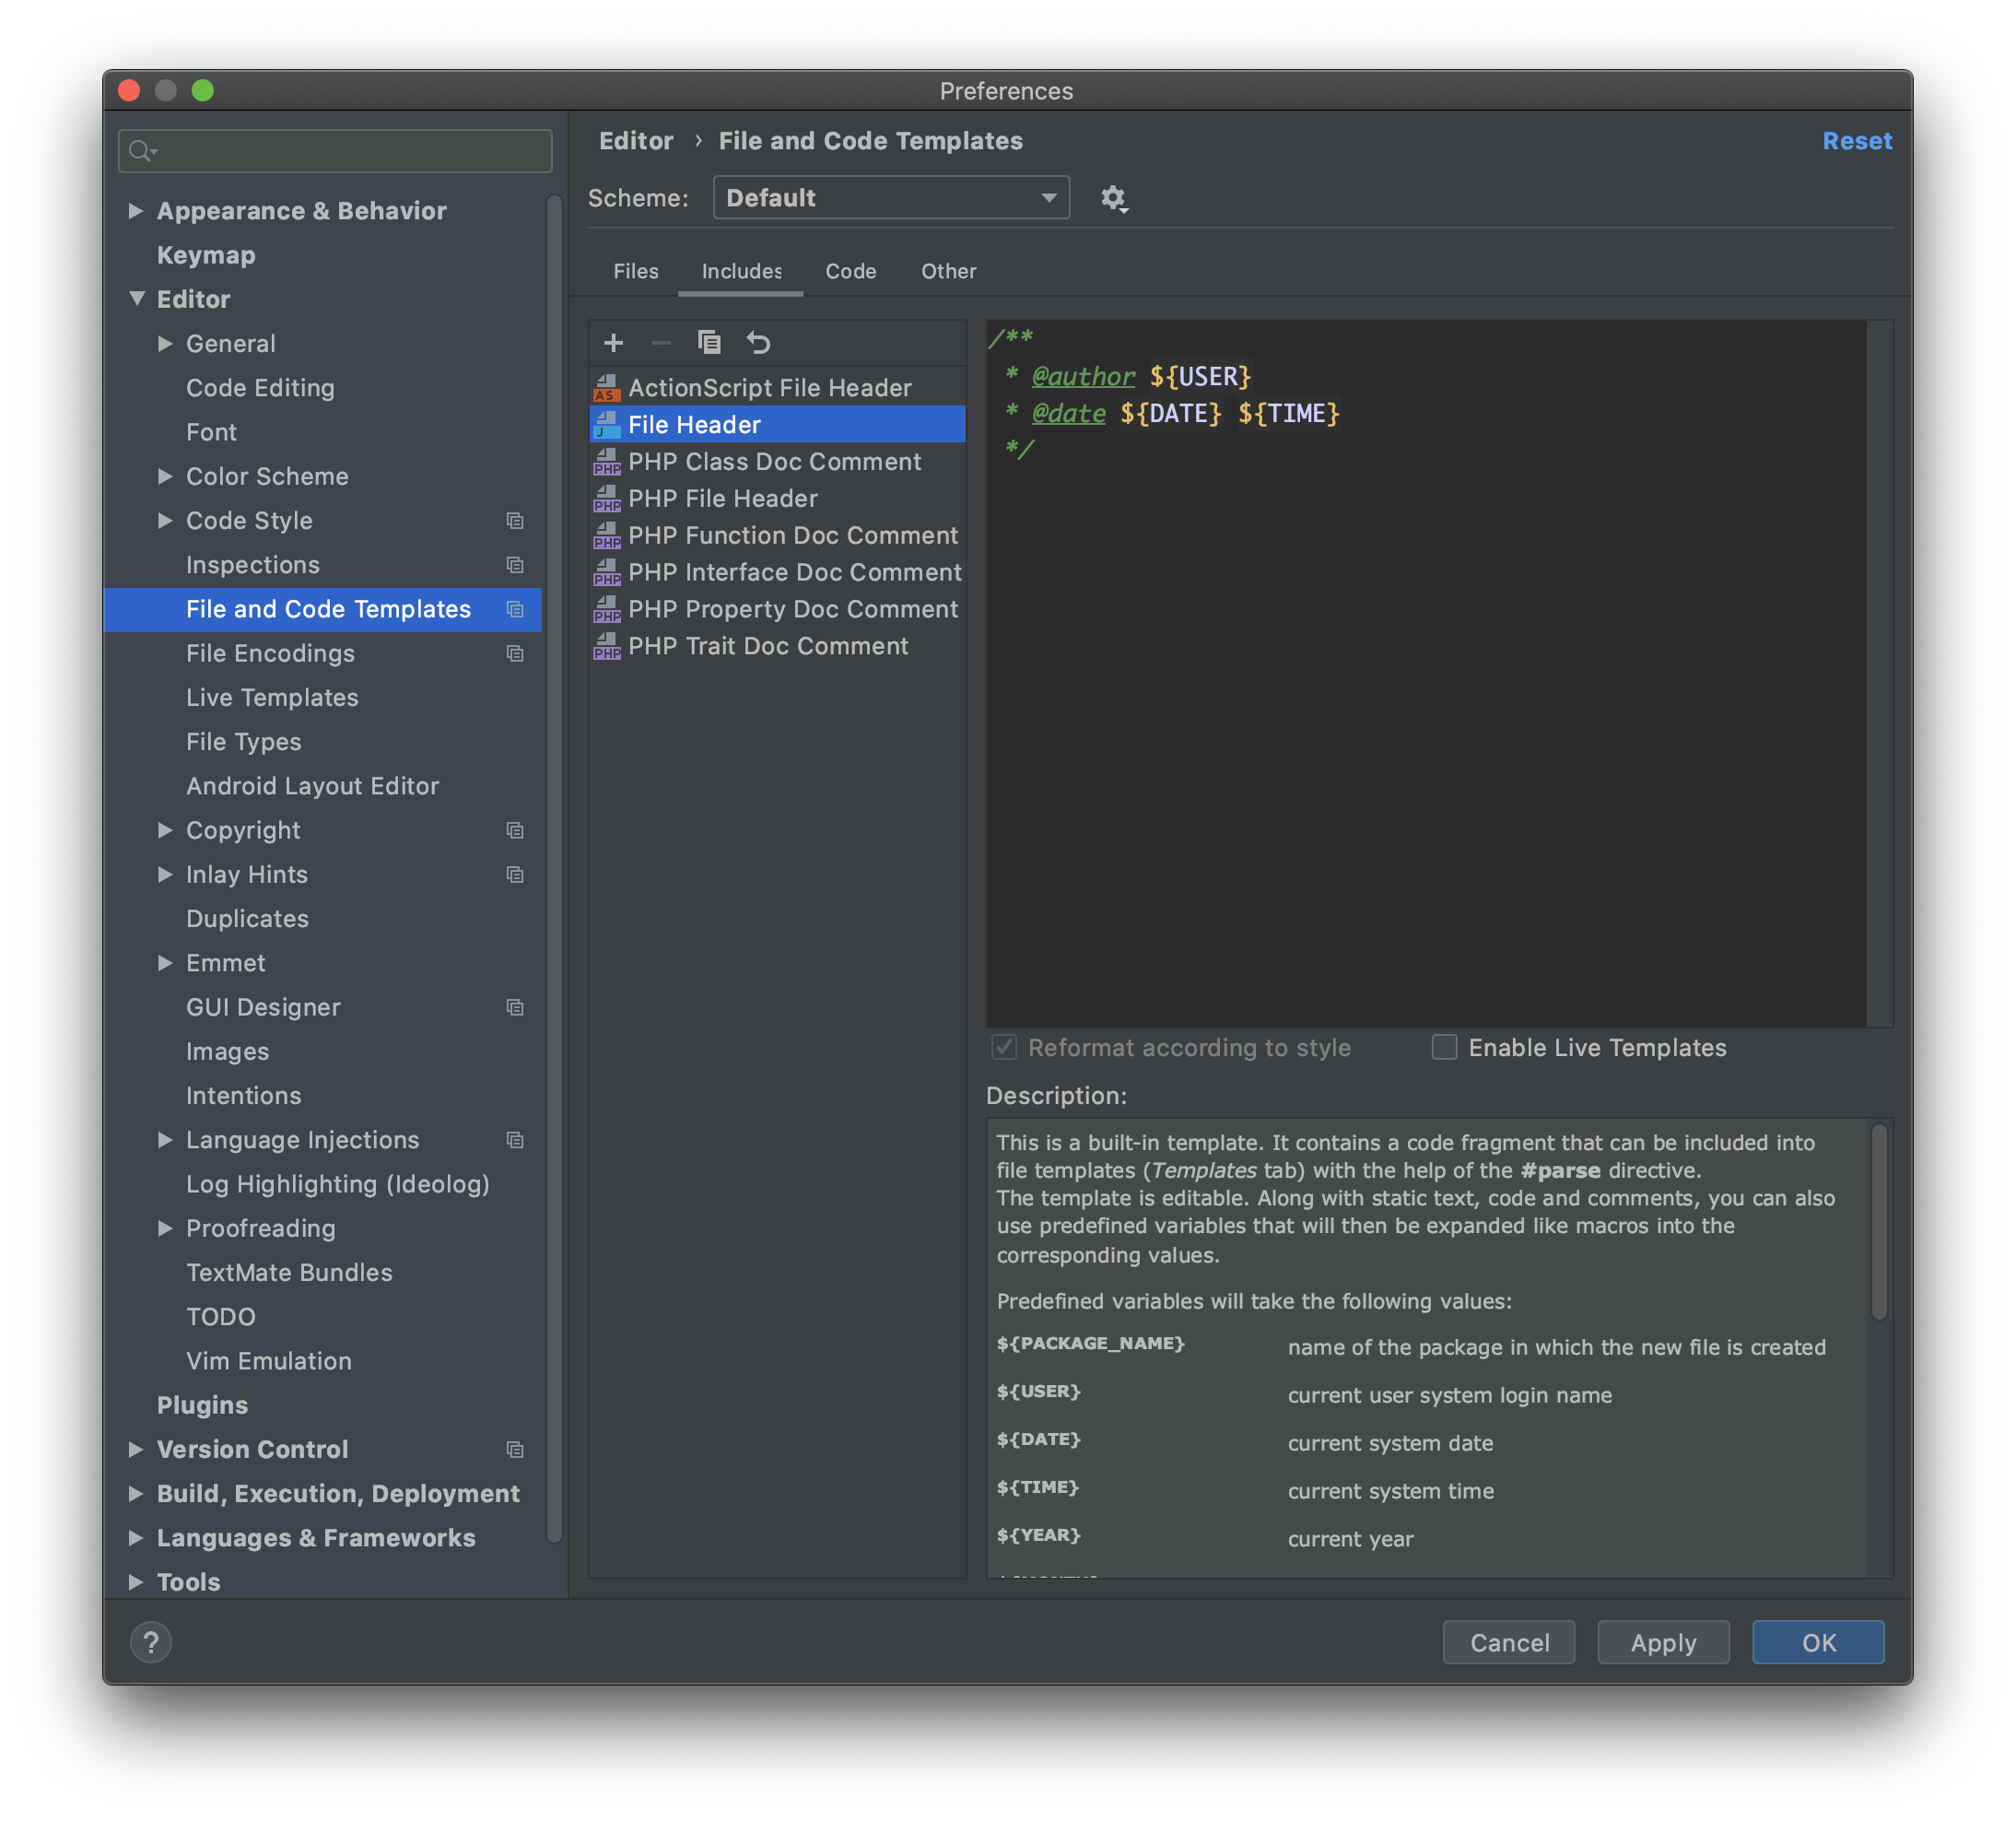 Preferences
Appearance & Behavior
Keymap
Editor
General
Code Editing
Font
Color Scheme
Code Style
Inspections
File and Code Templates
File Encodings
Live Templates
File Types
Android Layout Editor
Copyright
Inlay Hints
Duplicates
Emmet
GUI Designer
Images
Intentions
Language Injections
Log Highlighting (Ideolog)
Proofreading
TextMate Bundles
TODO
Vim Emulation
Plugins
Version Control
Build, Execution, Deployment
Languages & Frameworks
Tools
Editor › File and Code Templates
Reset
Scheme: Default
Files Includes Code Other
AS ActionScript File Header
J File Header
PHP PHP Class Doc Comment
PHP PHP File Header
PHP PHP Function Doc Comment
PHP PHP Interface Doc Comment
PHP PHP Property Doc Comment
PHP PHP Trait Doc Comment
/**
* @author ${USER}
* @date ${DATE} ${TIME}
*/
Reformat according to style Enable Live Templates
Description:
This is a built-in template. It contains a code fragment that can be included into
file templates (Templates tab) with the help of the #parse directive.
The template is editable. Along with static text, code and comments, you can also
use predefined variables that will then be expanded like macros into the
corresponding values.
Predefined variables will take the following values:
${PACKAGE_NAME} name of the package in which the new file is created
${USER} current user system login name
${DATE} current system date
${TIME} current system time
${YEAR} current year
? Cancel Apply OK